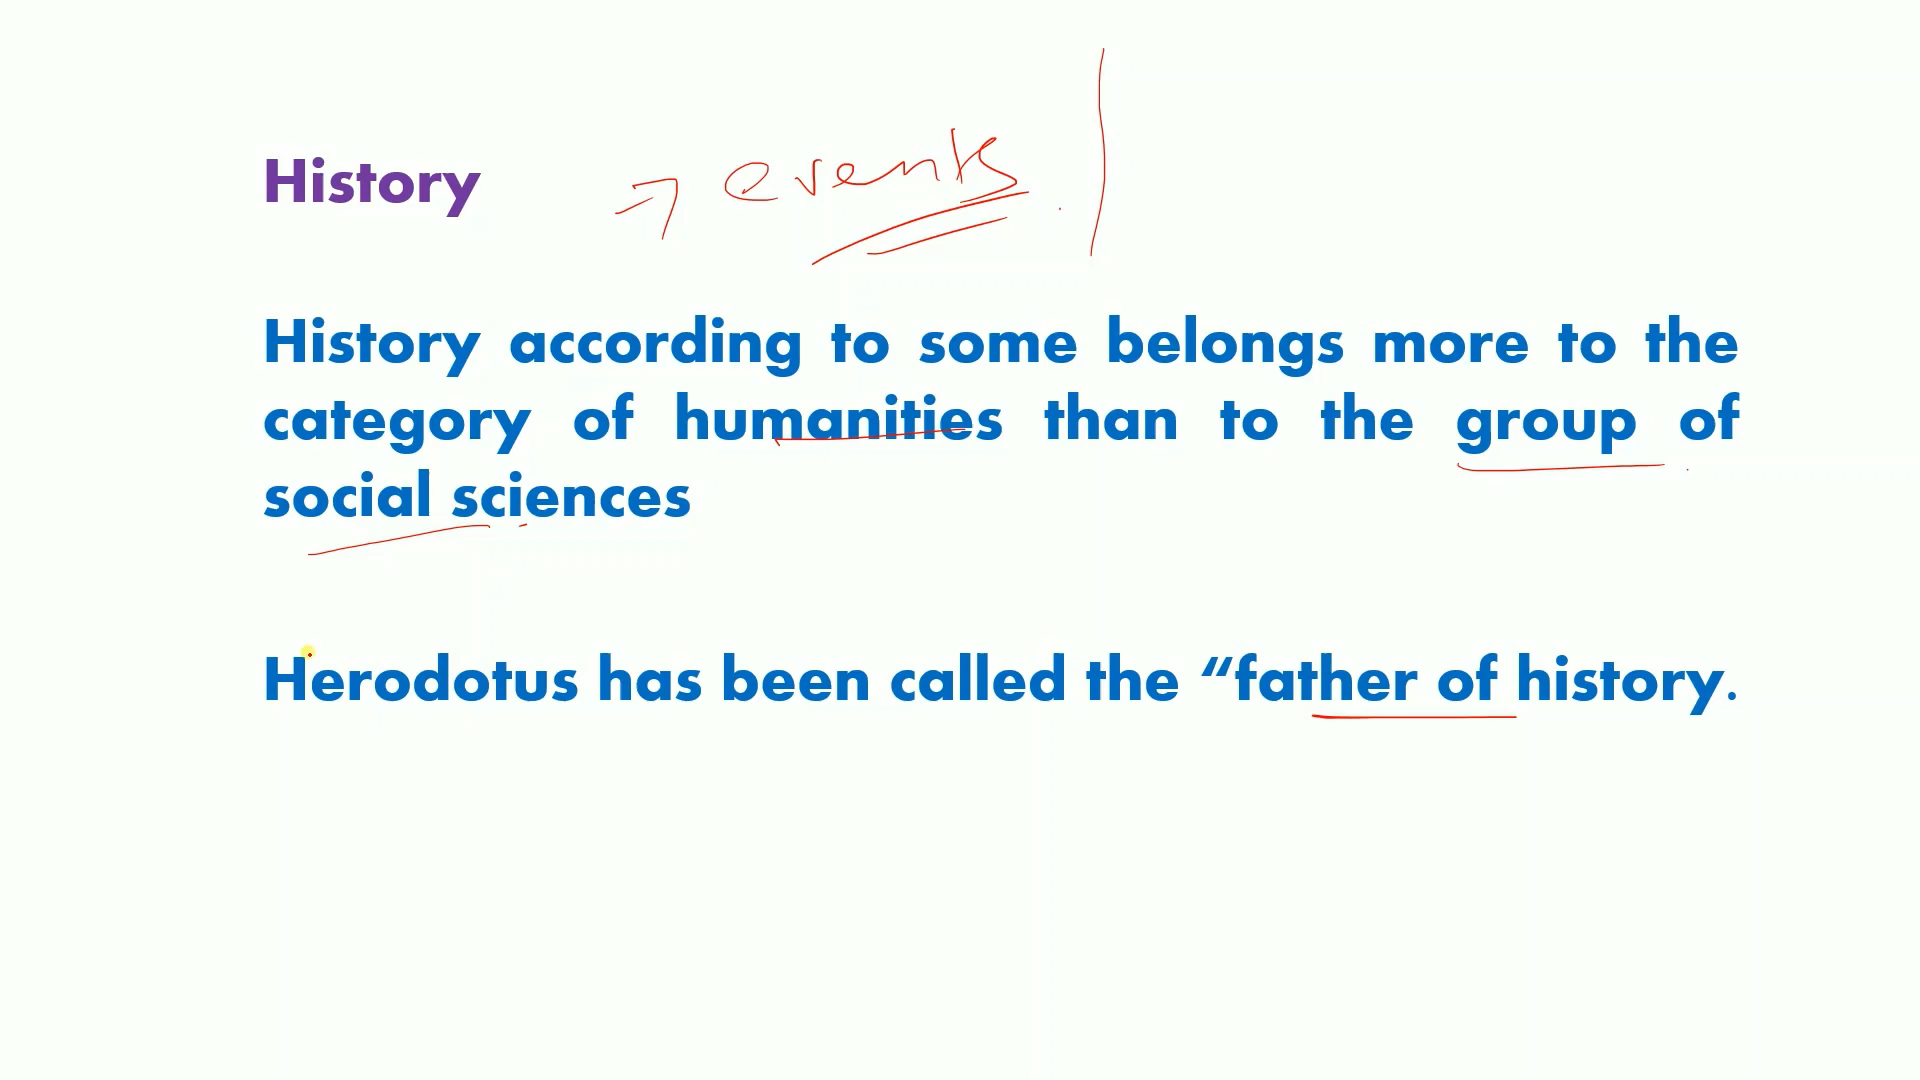 History → events
History according to some belongs more to the
category of humanities than to the group of
social sciences
Herodotus has been called the “father of history.